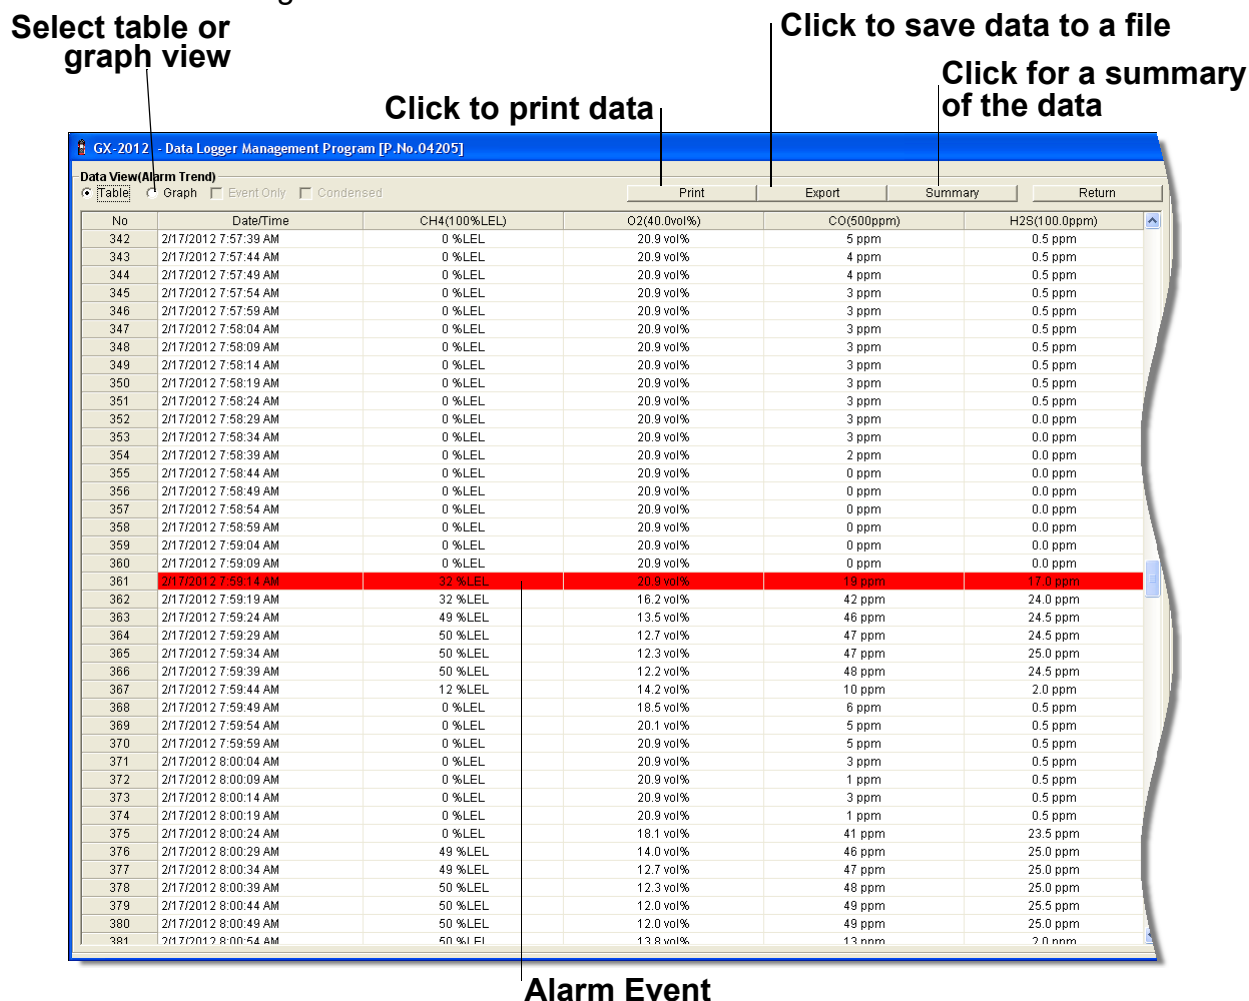 Select table or
graph view
Click to save data to a file
Click for a summary
of the data
Click to print data
GX-2012 - Data Logger Management Program [P.No.04205]
Data View(Alarm Trend)
Table Graph Event Only Condensed Print Export Summary Return
No Date/Time CH4(100%LEL) O2(40.0vol%) CO(500ppm) H2S(100.0ppm)
342 2/17/2012 7:57:39 AM 0 %LEL 20.9 vol% 5 ppm 0.5 ppm
343 2/17/2012 7:57:44 AM 0 %LEL 20.9 vol% 4 ppm 0.5 ppm
344 2/17/2012 7:57:49 AM 0 %LEL 20.9 vol% 4 ppm 0.5 ppm
345 2/17/2012 7:57:54 AM 0 %LEL 20.9 vol% 3 ppm 0.5 ppm
346 2/17/2012 7:57:59 AM 0 %LEL 20.9 vol% 3 ppm 0.5 ppm
347 2/17/2012 7:58:04 AM 0 %LEL 20.9 vol% 3 ppm 0.5 ppm
348 2/17/2012 7:58:09 AM 0 %LEL 20.9 vol% 3 ppm 0.5 ppm
349 2/17/2012 7:58:14 AM 0 %LEL 20.9 vol% 3 ppm 0.5 ppm
350 2/17/2012 7:58:19 AM 0 %LEL 20.9 vol% 3 ppm 0.5 ppm
351 2/17/2012 7:58:24 AM 0 %LEL 20.9 vol% 3 ppm 0.5 ppm
352 2/17/2012 7:58:29 AM 0 %LEL 20.9 vol% 3 ppm 0.0 ppm
353 2/17/2012 7:58:34 AM 0 %LEL 20.9 vol% 3 ppm 0.0 ppm
354 2/17/2012 7:58:39 AM 0 %LEL 20.9 vol% 2 ppm 0.0 ppm
355 2/17/2012 7:58:44 AM 0 %LEL 20.9 vol% 0 ppm 0.0 ppm
356 2/17/2012 7:58:49 AM 0 %LEL 20.9 vol% 0 ppm 0.0 ppm
357 2/17/2012 7:58:54 AM 0 %LEL 20.9 vol% 0 ppm 0.0 ppm
358 2/17/2012 7:58:59 AM 0 %LEL 20.9 vol% 0 ppm 0.0 ppm
359 2/17/2012 7:59:04 AM 0 %LEL 20.9 vol% 0 ppm 0.0 ppm
360 2/17/2012 7:59:09 AM 0 %LEL 20.9 vol% 0 ppm 0.0 ppm
361 2/17/2012 7:59:14 AM 32 %LEL 20.9 vol% 19 ppm 17.0 ppm
362 2/17/2012 7:59:19 AM 32 %LEL 16.2 vol% 42 ppm 24.0 ppm
363 2/17/2012 7:59:24 AM 49 %LEL 13.5 vol% 46 ppm 24.5 ppm
364 2/17/2012 7:59:29 AM 50 %LEL 12.7 vol% 47 ppm 24.5 ppm
365 2/17/2012 7:59:34 AM 50 %LEL 12.3 vol% 47 ppm 25.0 ppm
366 2/17/2012 7:59:39 AM 50 %LEL 12.2 vol% 48 ppm 24.5 ppm
367 2/17/2012 7:59:44 AM 12 %LEL 14.2 vol% 10 ppm 2.0 ppm
368 2/17/2012 7:59:49 AM 0 %LEL 18.5 vol% 6 ppm 0.5 ppm
369 2/17/2012 7:59:54 AM 0 %LEL 20.1 vol% 5 ppm 0.5 ppm
370 2/17/2012 7:59:59 AM 0 %LEL 20.9 vol% 5 ppm 0.5 ppm
371 2/17/2012 8:00:04 AM 0 %LEL 20.9 vol% 3 ppm 0.5 ppm
372 2/17/2012 8:00:09 AM 0 %LEL 20.9 vol% 1 ppm 0.5 ppm
373 2/17/2012 8:00:14 AM 0 %LEL 20.9 vol% 3 ppm 0.5 ppm
374 2/17/2012 8:00:19 AM 0 %LEL 20.9 vol% 1 ppm 0.5 ppm
375 2/17/2012 8:00:24 AM 0 %LEL 18.1 vol% 41 ppm 23.5 ppm
376 2/17/2012 8:00:29 AM 49 %LEL 14.0 vol% 46 ppm 25.0 ppm
377 2/17/2012 8:00:34 AM 49 %LEL 12.7 vol% 47 ppm 25.0 ppm
378 2/17/2012 8:00:39 AM 50 %LEL 12.3 vol% 48 ppm 25.0 ppm
379 2/17/2012 8:00:44 AM 50 %LEL 12.0 vol% 49 ppm 25.5 ppm
380 2/17/2012 8:00:49 AM 50 %LEL 12.0 vol% 49 ppm 25.0 ppm
381 2/17/2012 8:00:54 AM 50 %LEL 13.8 vol% 13 ppm 2.0 ppm
Alarm Event